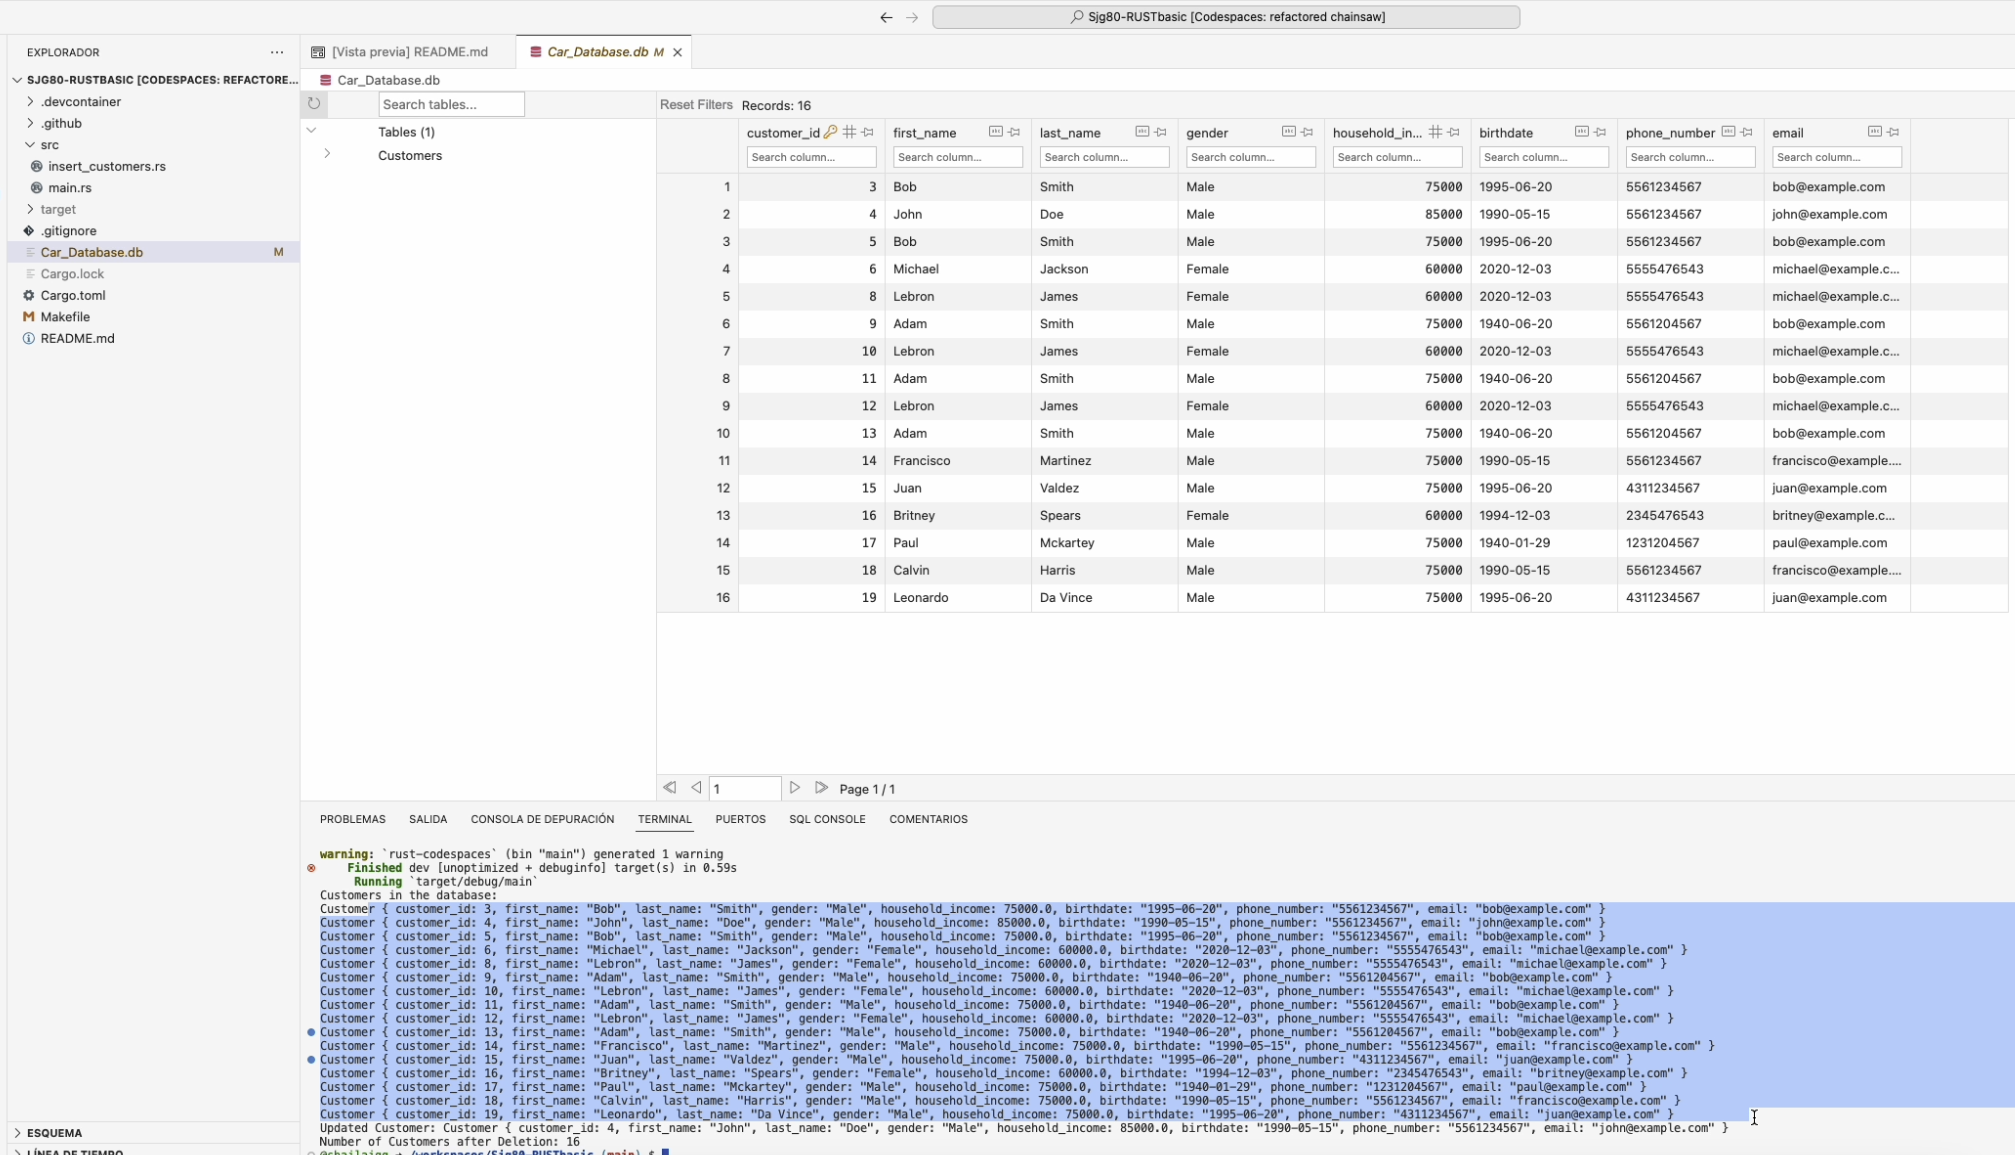 Sjg80-RUSTbasic [Codespaces: refactored chainsaw]
EXPLORADOR
SJG80-RUSTBASIC [CODESPACES: REFACTORE...
.devcontainer
.github
src
insert_customers.rs
main.rs
target
.gitignore
Car_Database.db M
Cargo.lock
Cargo.toml
Makefile
README.md
ESQUEMA
LÍNEA DE TIEMPO
[Vista previa] README.md
Car_Database.db M
Car_Database.db
Search tables...
Tables (1)
Customers
Reset Filters Records: 16
customer_id first_name last_name gender household_in... birthdate phone_number email
Search column... Search column... Search column... Search column... Search column... Search column... Search column... Search column...
1 3 Bob Smith Male 75000 1995-06-20 5561234567 bob@example.com
2 4 John Doe Male 85000 1990-05-15 5561234567 john@example.com
3 5 Bob Smith Male 75000 1995-06-20 5561234567 bob@example.com
4 6 Michael Jackson Female 60000 2020-12-03 5555476543 michael@example.c...
5 8 Lebron James Female 60000 2020-12-03 5555476543 michael@example.c...
6 9 Adam Smith Male 75000 1940-06-20 5561204567 bob@example.com
7 10 Lebron James Female 60000 2020-12-03 5555476543 michael@example.c...
8 11 Adam Smith Male 75000 1940-06-20 5561204567 bob@example.com
9 12 Lebron James Female 60000 2020-12-03 5555476543 michael@example.c...
10 13 Adam Smith Male 75000 1940-06-20 5561204567 bob@example.com
11 14 Francisco Martinez Male 75000 1990-05-15 5561234567 francisco@example....
12 15 Juan Valdez Male 75000 1995-06-20 4311234567 juan@example.com
13 16 Britney Spears Female 60000 1994-12-03 2345476543 britney@example.c...
14 17 Paul Mckartey Male 75000 1940-01-29 1231204567 paul@example.com
15 18 Calvin Harris Male 75000 1990-05-15 5561234567 francisco@example....
16 19 Leonardo Da Vince Male 75000 1995-06-20 4311234567 juan@example.com
1 Page 1 / 1
PROBLEMAS SALIDA CONSOLA DE DEPURACIÓN TERMINAL PUERTOS SQL CONSOLE COMENTARIOS
warning: `rust-codespaces` (bin "main") generated 1 warning
Finished dev [unoptimized + debuginfo] target(s) in 0.59s
Running `target/debug/main`
Customers in the database:
Customer { customer_id: 3, first_name: "Bob", last_name: "Smith", gender: "Male", household_income: 75000.0, birthdate: "1995-06-20", phone_number: "5561234567", email: "bob@example.com" }
Customer { customer_id: 4, first_name: "John", last_name: "Doe", gender: "Male", household_income: 85000.0, birthdate: "1990-05-15", phone_number: "5561234567", email: "john@example.com" }
Customer { customer_id: 5, first_name: "Bob", last_name: "Smith", gender: "Male", household_income: 75000.0, birthdate: "1995-06-20", phone_number: "5561234567", email: "bob@example.com" }
Customer { customer_id: 6, first_name: "Michael", last_name: "Jackson", gender: "Female", household_income: 60000.0, birthdate: "2020-12-03", phone_number: "5555476543", email: "michael@example.com" }
Customer { customer_id: 8, first_name: "Lebron", last_name: "James", gender: "Female", household_income: 60000.0, birthdate: "2020-12-03", phone_number: "5555476543", email: "michael@example.com" }
Customer { customer_id: 9, first_name: "Adam", last_name: "Smith", gender: "Male", household_income: 75000.0, birthdate: "1940-06-20", phone_number: "5561204567", email: "bob@example.com" }
Customer { customer_id: 10, first_name: "Lebron", last_name: "James", gender: "Female", household_income: 60000.0, birthdate: "2020-12-03", phone_number: "5555476543", email: "michael@example.com" }
Customer { customer_id: 11, first_name: "Adam", last_name: "Smith", gender: "Male", household_income: 75000.0, birthdate: "1940-06-20", phone_number: "5561204567", email: "bob@example.com" }
Customer { customer_id: 12, first_name: "Lebron", last_name: "James", gender: "Female", household_income: 60000.0, birthdate: "2020-12-03", phone_number: "5555476543", email: "michael@example.com" }
Customer { customer_id: 13, first_name: "Adam", last_name: "Smith", gender: "Male", household_income: 75000.0, birthdate: "1940-06-20", phone_number: "5561204567", email: "bob@example.com" }
Customer { customer_id: 14, first_name: "Francisco", last_name: "Martinez", gender: "Male", household_income: 75000.0, birthdate: "1990-05-15", phone_number: "5561234567", email: "francisco@example.com" }
Customer { customer_id: 15, first_name: "Juan", last_name: "Valdez", gender: "Male", household_income: 75000.0, birthdate: "1995-06-20", phone_number: "4311234567", email: "juan@example.com" }
Customer { customer_id: 16, first_name: "Britney", last_name: "Spears", gender: "Female", household_income: 60000.0, birthdate: "1994-12-03", phone_number: "2345476543", email: "britney@example.com" }
Customer { customer_id: 17, first_name: "Paul", last_name: "Mckartey", gender: "Male", household_income: 75000.0, birthdate: "1940-01-29", phone_number: "1231204567", email: "paul@example.com" }
Customer { customer_id: 18, first_name: "Calvin", last_name: "Harris", gender: "Male", household_income: 75000.0, birthdate: "1990-05-15", phone_number: "5561234567", email: "francisco@example.com" }
Customer { customer_id: 19, first_name: "Leonardo", last_name: "Da Vince", gender: "Male", household_income: 75000.0, birthdate: "1995-06-20", phone_number: "4311234567", email: "juan@example.com" }
Updated Customer: Customer { customer_id: 4, first_name: "John", last_name: "Doe", gender: "Male", household_income: 85000.0, birthdate: "1990-05-15", phone_number: "5561234567", email: "john@example.com" }
Number of Customers after Deletion: 16
/workspaces/Sjg80-RUSTbasic (main) $